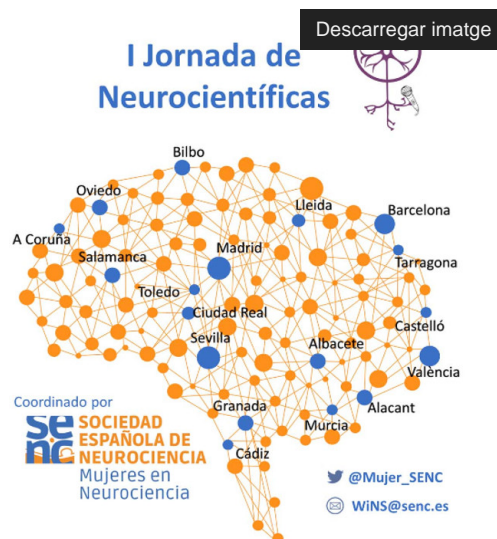 Descarregar imatge
I Jornada de
Neurocientíficas
Bilbo
Oviedo
Lleida
Barcelona
A Coruña
Salamanca
Madrid
Tarragona
Toledo
Ciudad Real
Castelló
Sevilla
Albacete
València
Granada
Alacant
Murcia
Cádiz
Coordinado por
senc
SOCIEDAD
ESPAÑOLA DE
NEUROCIENCIA
Mujeres en
Neurociencia
@Mujer_SENC
WiNS@senc.es